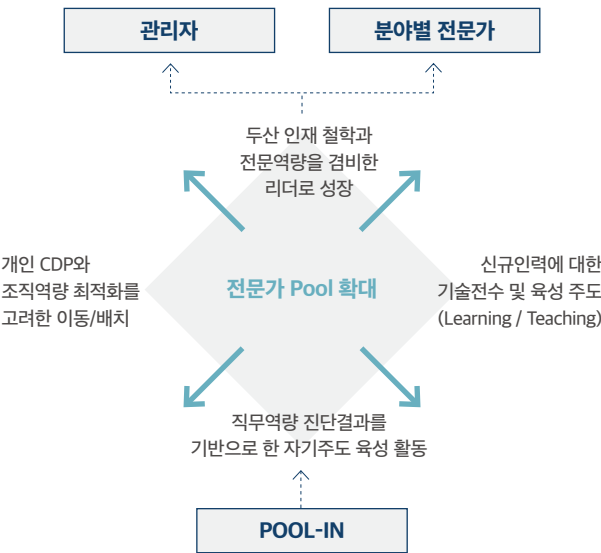 관리자
분야별 전문가
두산 인재 철학과
전문역량을 겸비한
리더로 성장
개인 CDP와
조직역량 최적화를
고려한 이동/배치
전문가 Pool 확대
신규인력에 대한
기술전수 및 육성 주도
(Learning / Teaching)
직무역량 진단결과를
기반으로 한 자기주도 육성 활동
POOL-IN